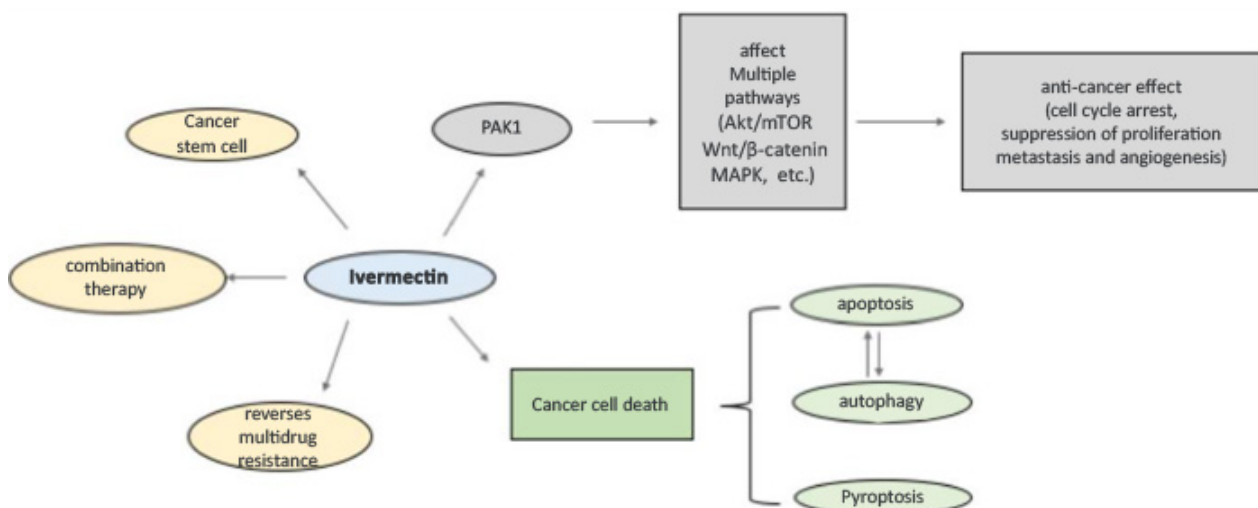 Cancer
stem cell
PAK1
affect
Multiple
pathways
(Akt/mTOR
Wnt/β-catenin
MAPK, etc.)
anti-cancer effect
(cell cycle arrest,
suppression of proliferation
metastasis and angiogenesis)
combination
therapy
Ivermectin
reverses
multidrug
resistance
Cancer cell death
apoptosis
autophagy
Pyroptosis